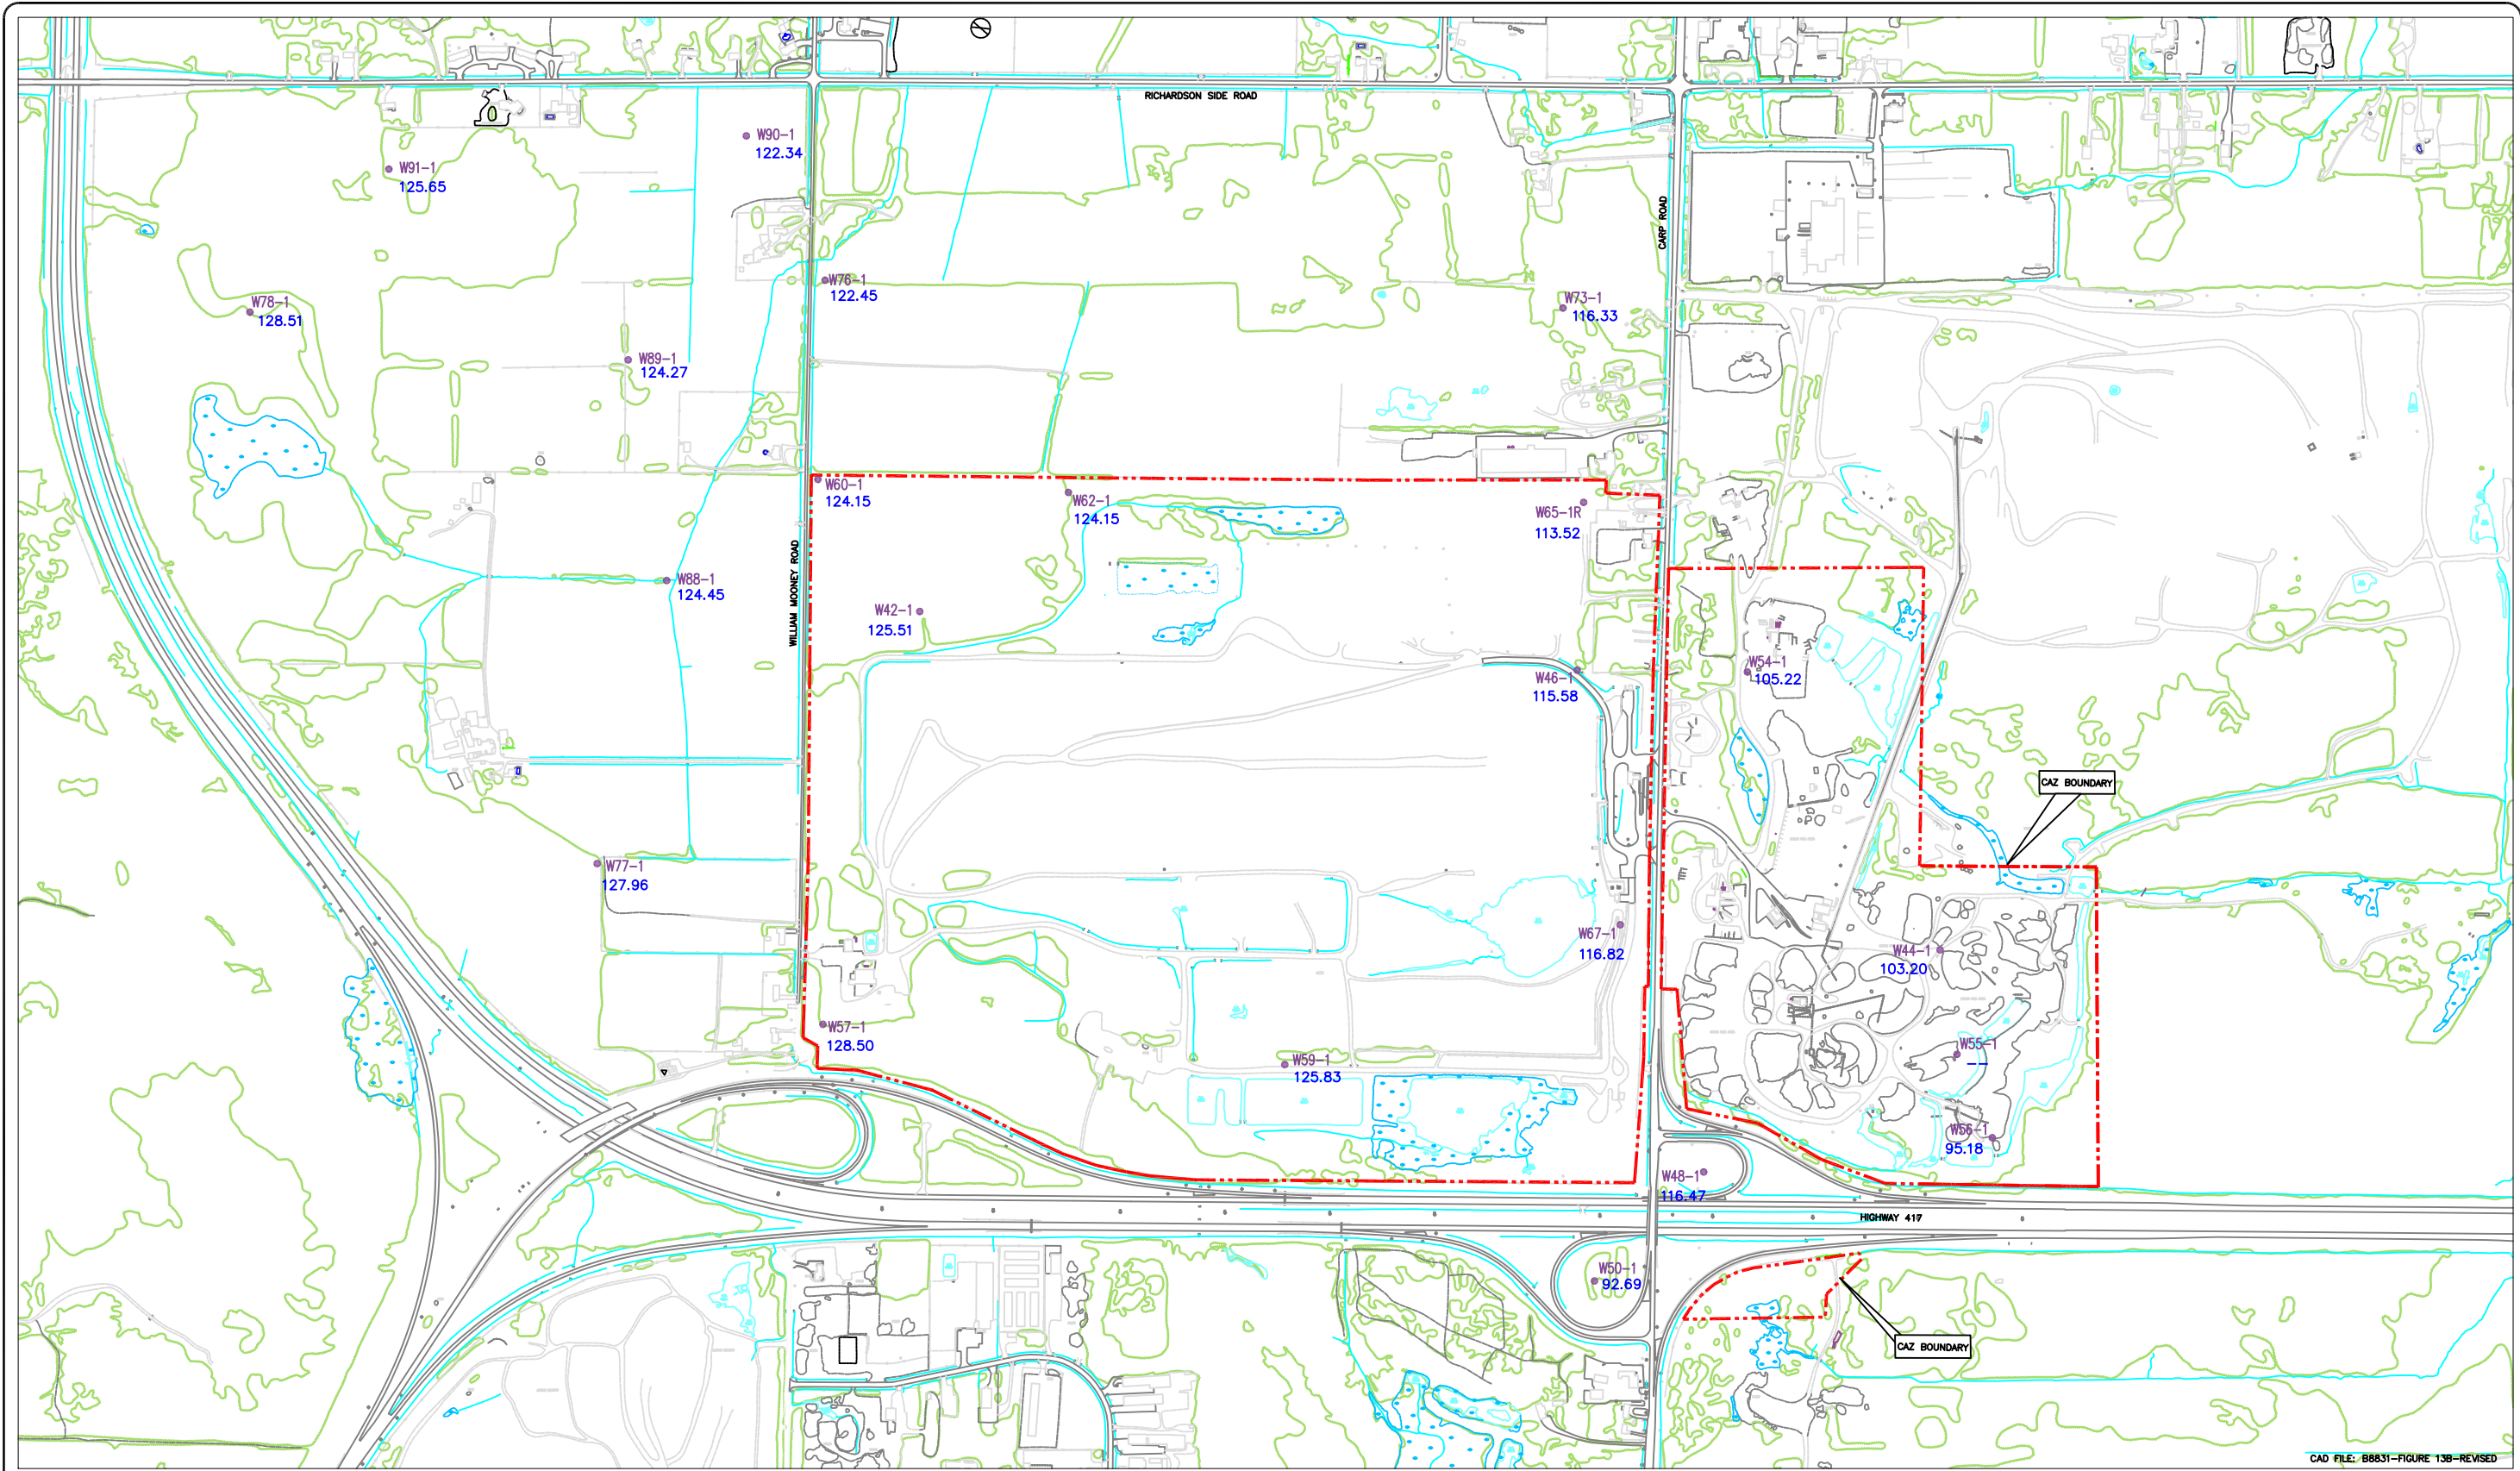 RICHARDSON SIDE ROAD
W90-1
122.34
W91-1
125.65
CARP ROAD
W76-1
122.45
W78-1
128.51
W73-1
116.33
W89-1
124.27
W60-1
124.15
W62-1
124.15
W65-1R
113.52
WILLIAM MOONEY ROAD
W88-1
124.45
W42-1
125.51
W54-1
105.22
W46-1
115.58
CAZ BOUNDARY
W77-1
127.96
W67-1
116.82
W44-1
103.20
W57-1
128.50
W55-1
--
W59-1
125.83
W56-1
95.18
W48-1
116.47
HIGHWAY 417
W50-1
92.69
CAZ BOUNDARY
CAD FILE: B8831-FIGURE 13B-REVISED